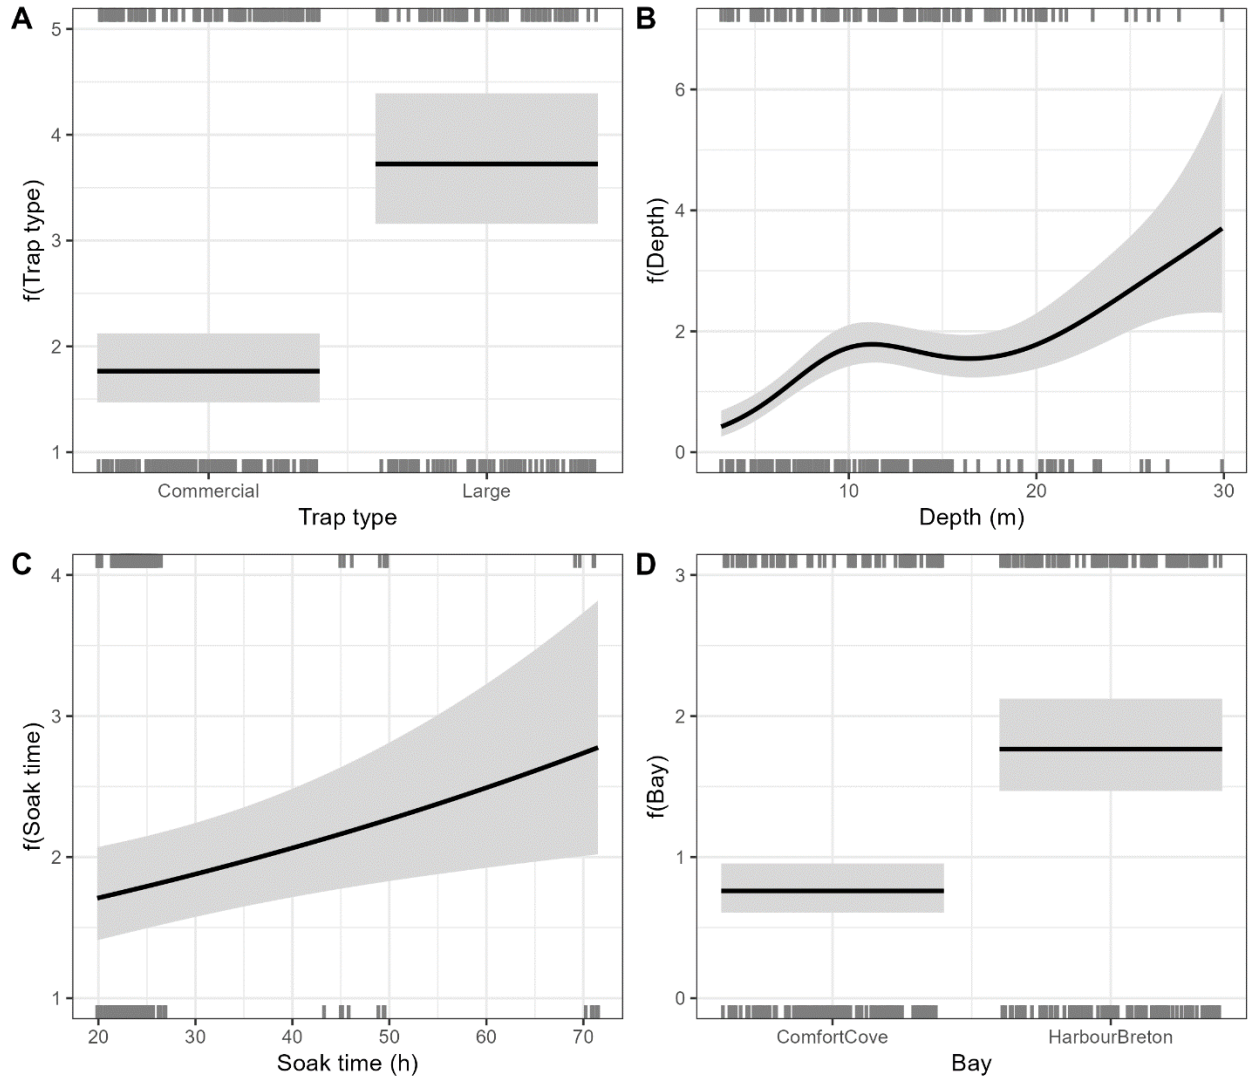 A
5
4
3
2
1
f(Trap type)
Commercial
Large
Trap type
B
6
4
2
0
f(Depth)
10
20
30
Depth (m)
C
4
3
2
1
f(Soak time)
20
30
40
50
60
70
Soak time (h)
D
3
2
1
0
f(Bay)
ComfortCove
HarbourBreton
Bay